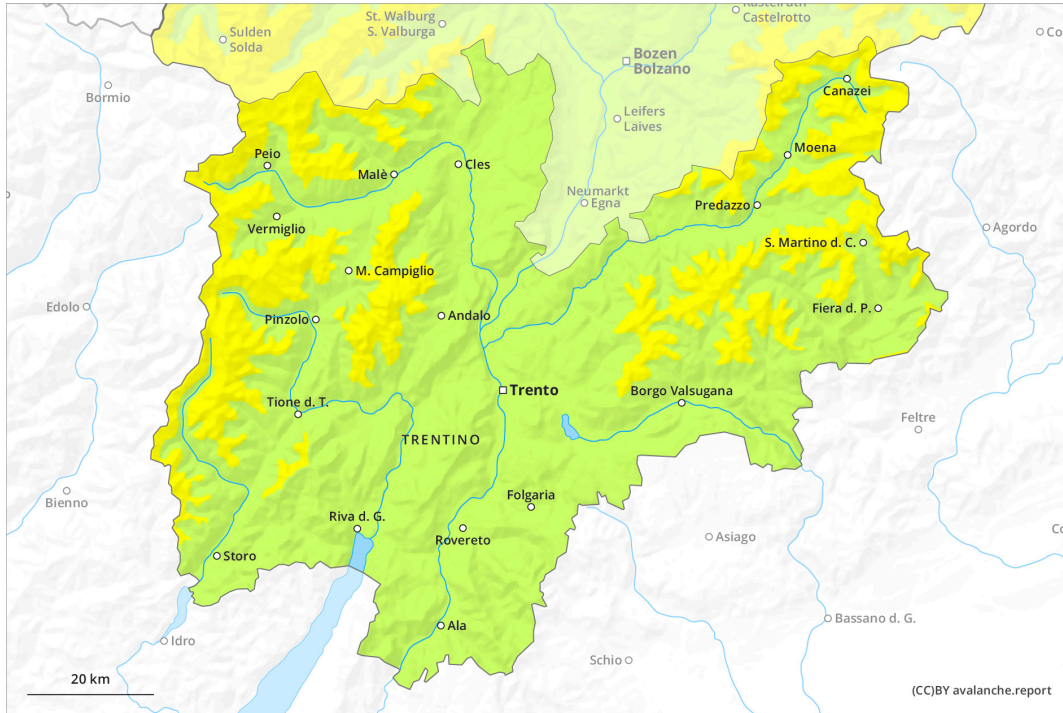 St. Walburg
S. Valburga
Kastelruth
Castelrotto
Sulden
Solda
Bozen
Bolzano
Bormio
Canazei
Leifers
Laives
Moena
Peio
Malè
Cles
Neumarkt
Egna
Predazzo
Vermiglio
Agordo
S. Martino d. C.
M. Campiglio
Edolo
Pinzolo
Andalo
Fiera d. P.
Trento
Borgo Valsugana
Tione d. T.
Feltre
TRENTINO
Bienno
Folgaria
Riva d. G.
Rovereto
Asiago
Storo
Ala
Bassano d. G.
Idro
Schio
20 km
(CC)BY avalanche.report